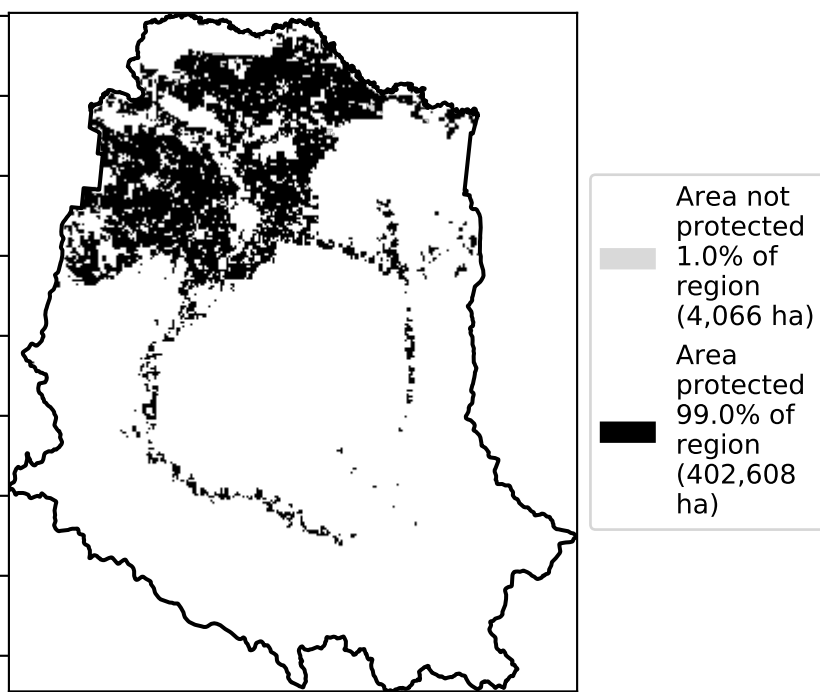 Area not
protected
1.0% of
region
(4,066 ha)
Area
protected
99.0% of
region
(402,608
ha)